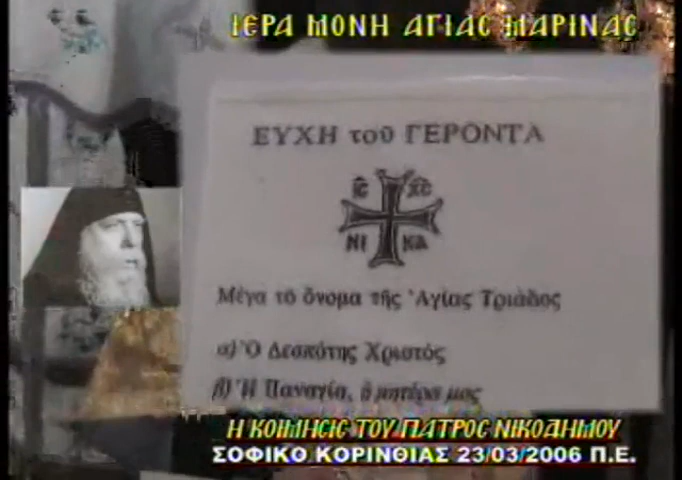 ΙΕΡΑ ΜΟΝΗ ΑΓΙΑΣ ΜΑΡΙΝΑΣ
ΕΥΧΗ τοῦ ΓΕΡΟΝΤΑ
ΙC ΧC
ΝΙ ΚΑ
Μέγα τὸ ὄνομα τῆς Ἁγίας Τριάδος
α) Ὁ Δεσπότης Χριστός
β) Ἡ Παναγία, ἡ μητέρα μας
Η ΚΟΙΜΗΣΙΣ ΤΟΥ ΠΑΤΡΟΣ ΝΙΚΟΔΗΜΟΥ
ΣΟΦΙΚΟ ΚΟΡΙΝΘΙΑΣ 23/03/2006 Π.Ε.